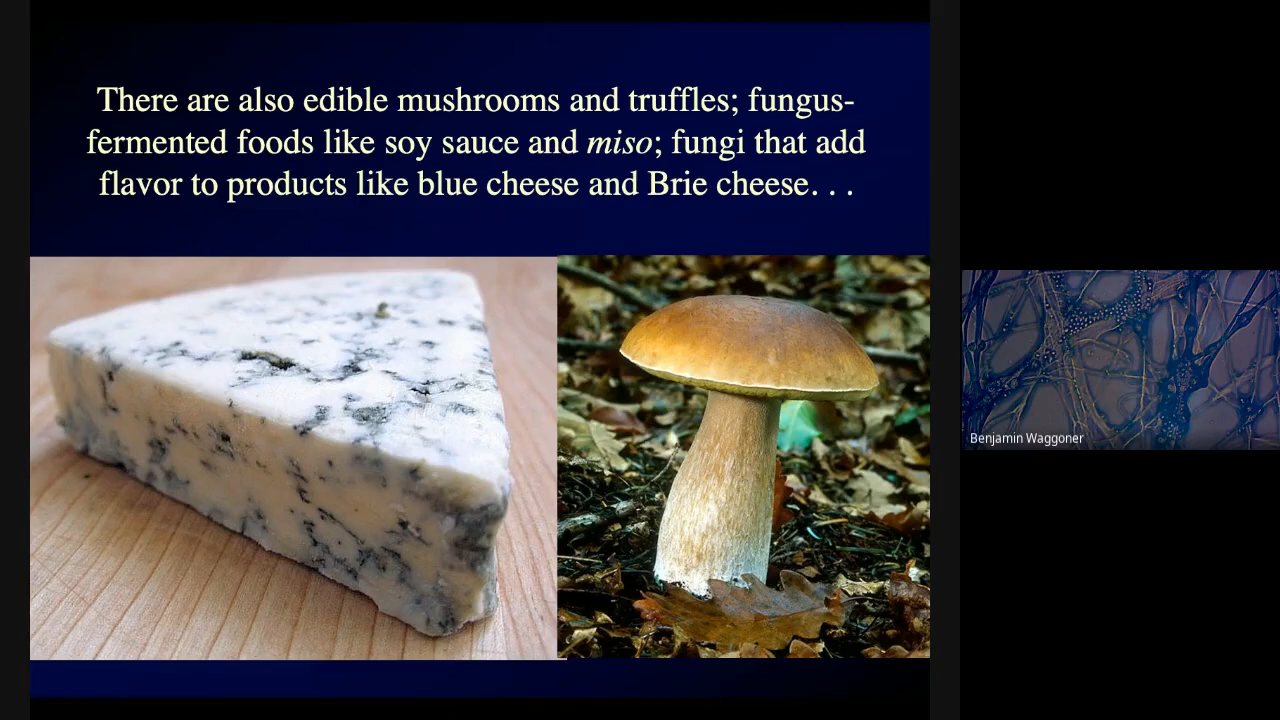 There are also edible mushrooms and truffles; fungus-
fermented foods like soy sauce and miso; fungi that add
flavor to products like blue cheese and Brie cheese. . .
Benjamin Waggoner